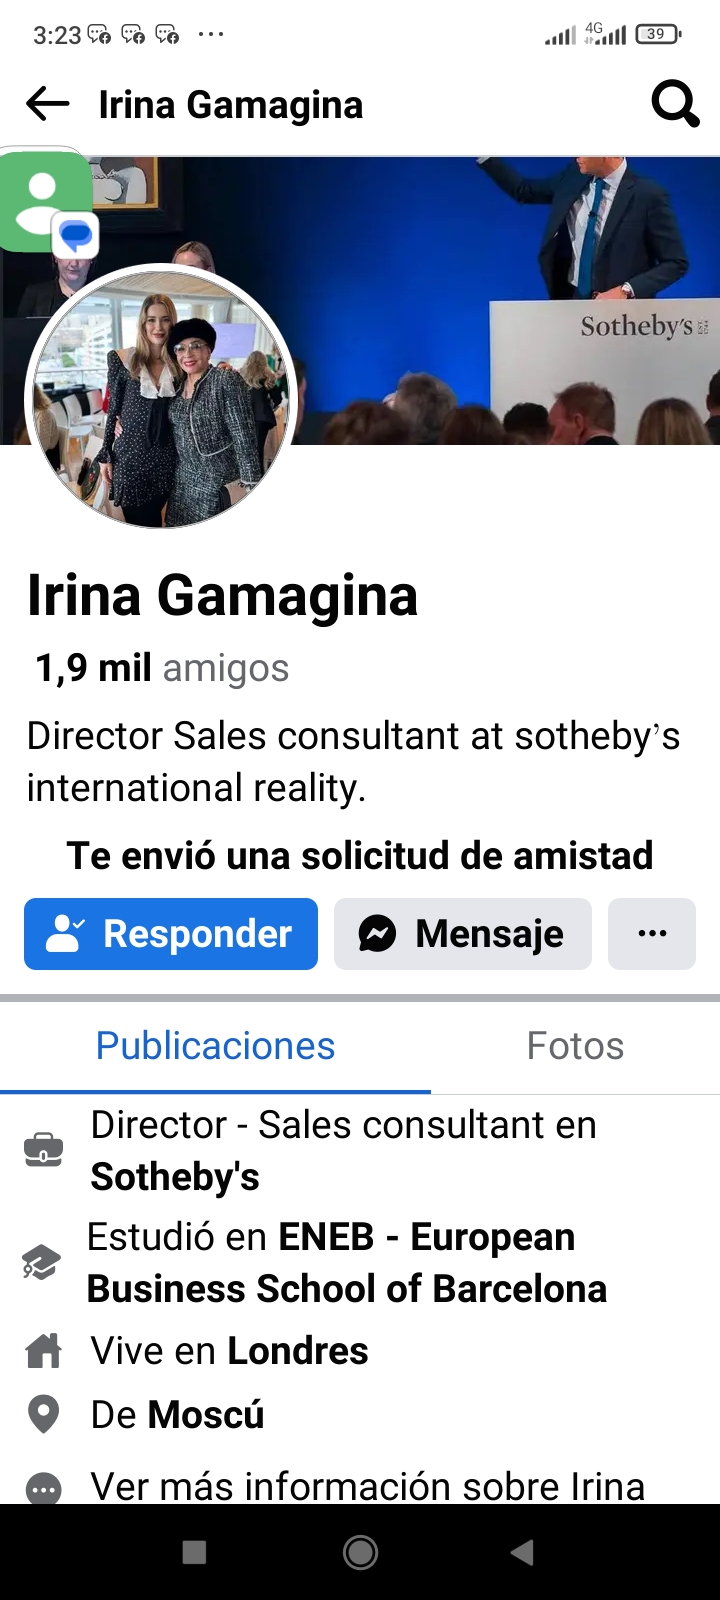 3:23
4G
39
Irina Gamagina
Sotheby's
Irina Gamagina
1,9 mil amigos
Director Sales consultant at sotheby’s
international reality.
Te envió una solicitud de amistad
Responder
Mensaje
Publicaciones
Fotos
Director - Sales consultant en
Sotheby's
Estudió en ENEB - European
Business School of Barcelona
Vive en Londres
De Moscú
Ver más información sobre Irina